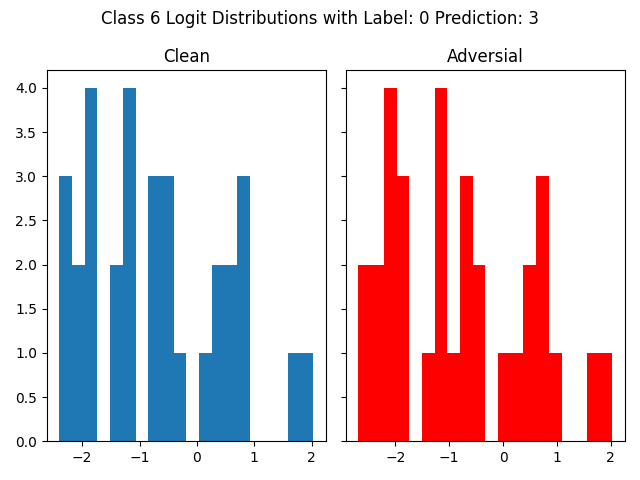 Class 6 Logit Distributions with Label: 0 Prediction: 3
Clean
Adversial
4.0
3.5
3.0
2.5
2.0
1.5
1.0
0.5
0.0
−2 −1 0 1 2
−2 −1 0 1 2